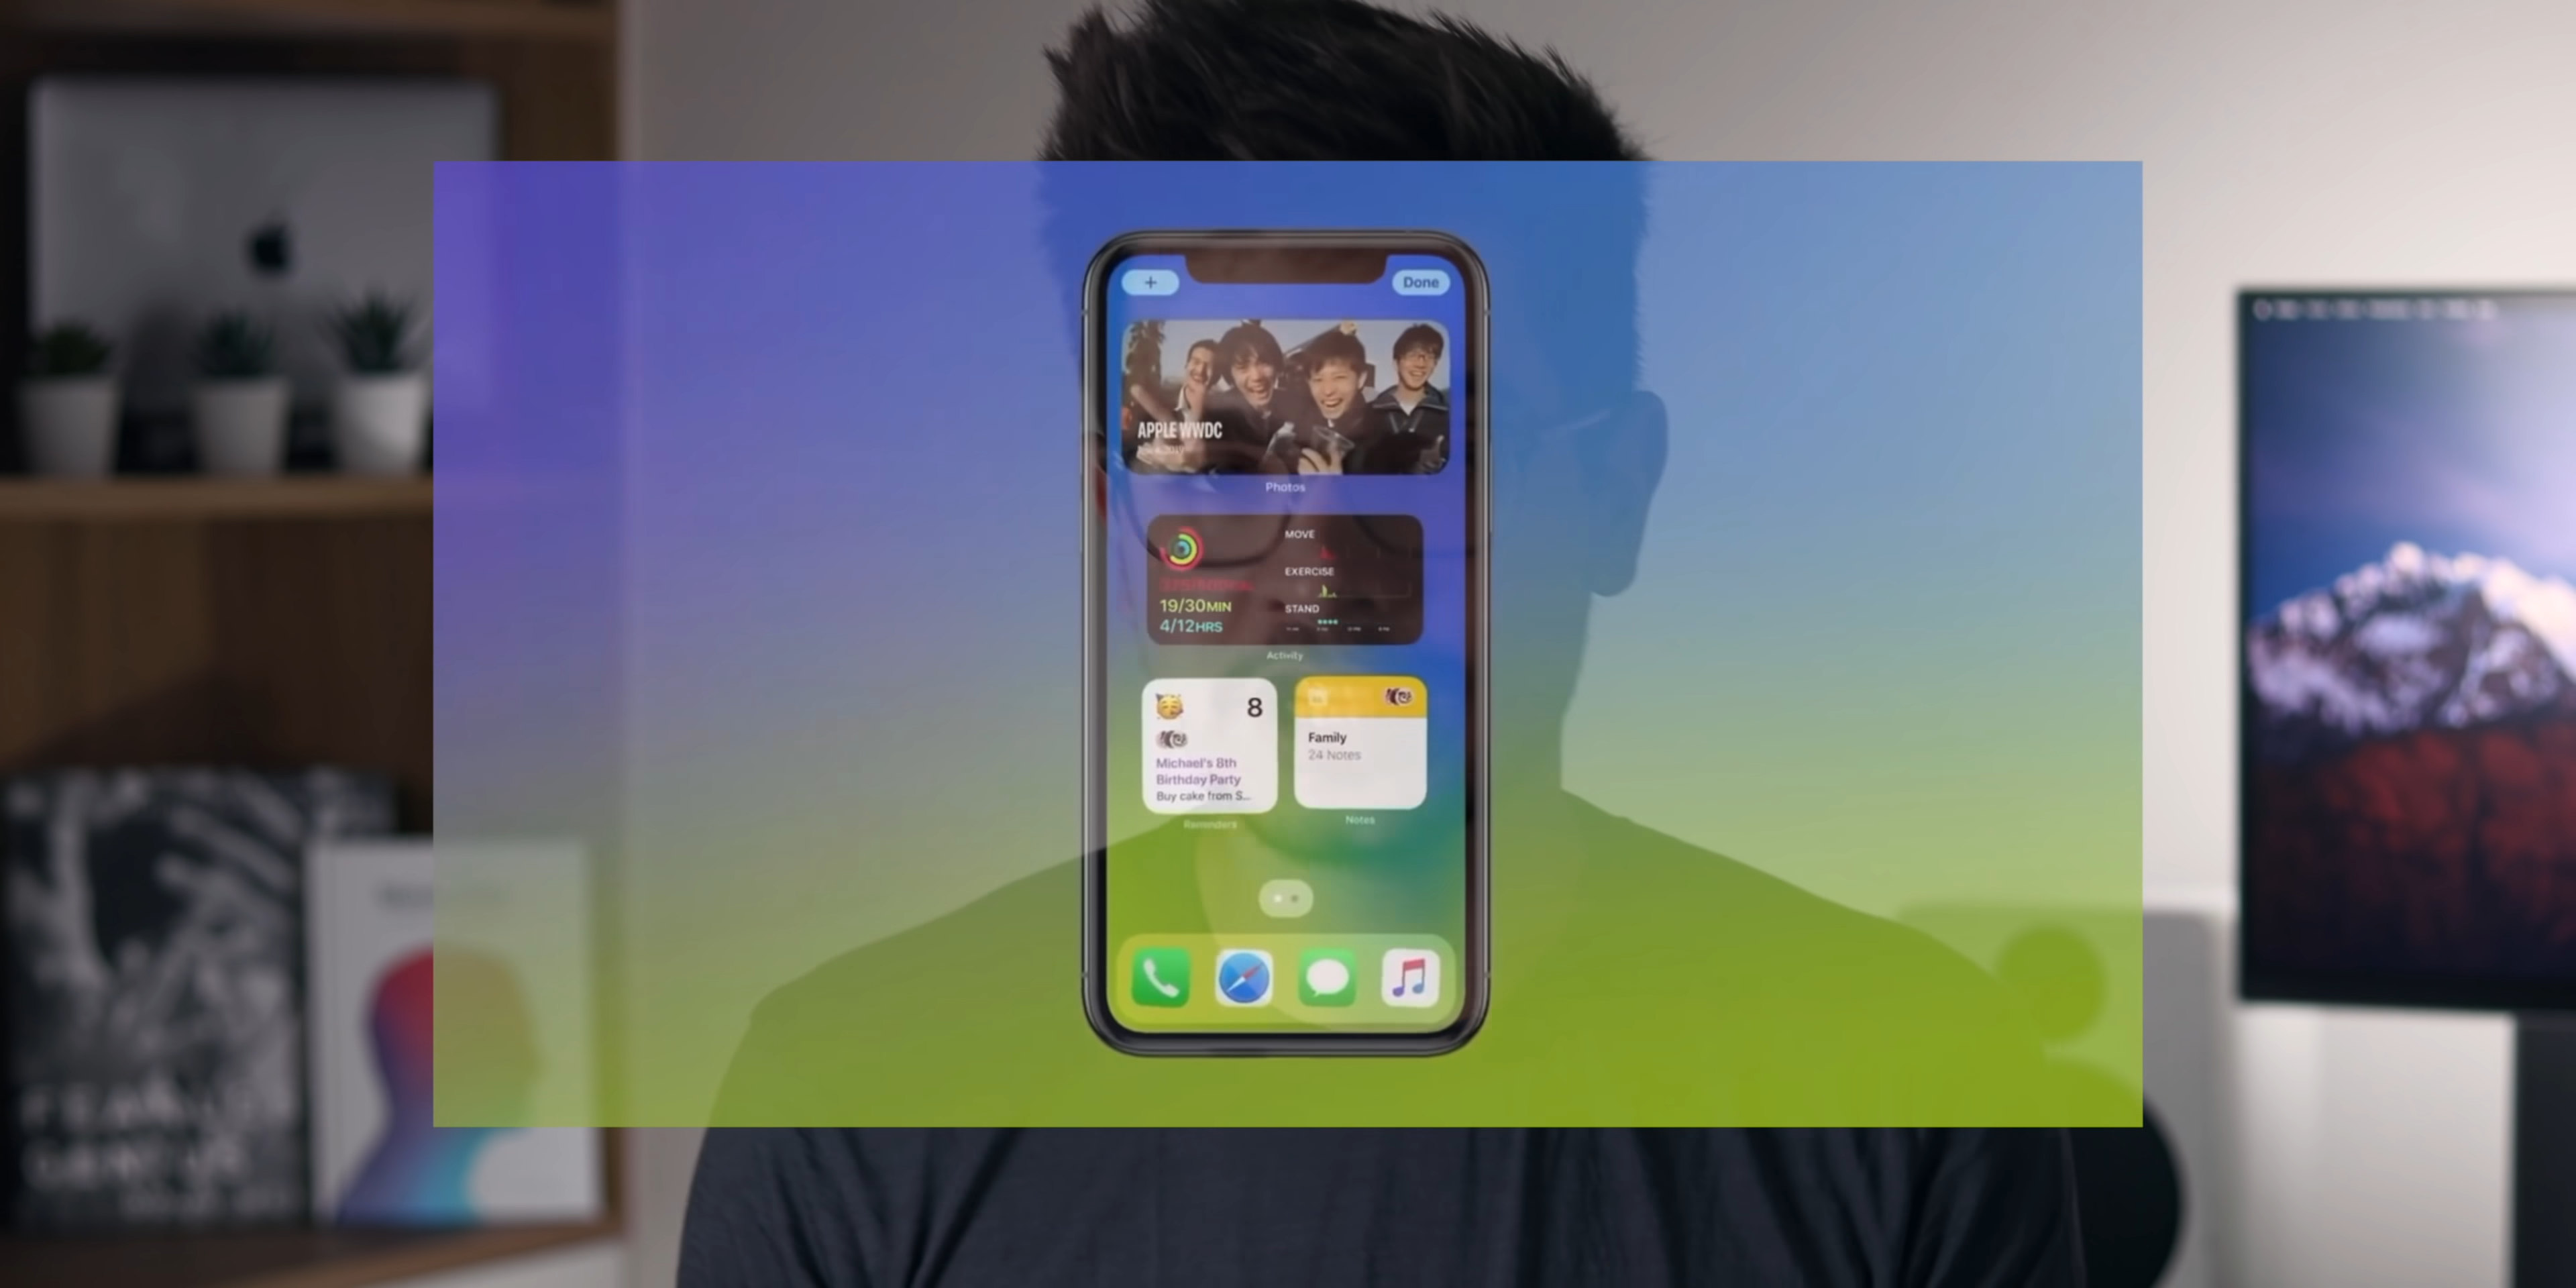 +
Done
APPLE WWDC
Photos
MOVE
EXERCISE
19/30MIN
STAND
4/12HRS
Activity
8
Michael's 8th
Birthday Party
Buy cake from S...
Reminders
Family
24 Notes
Notes